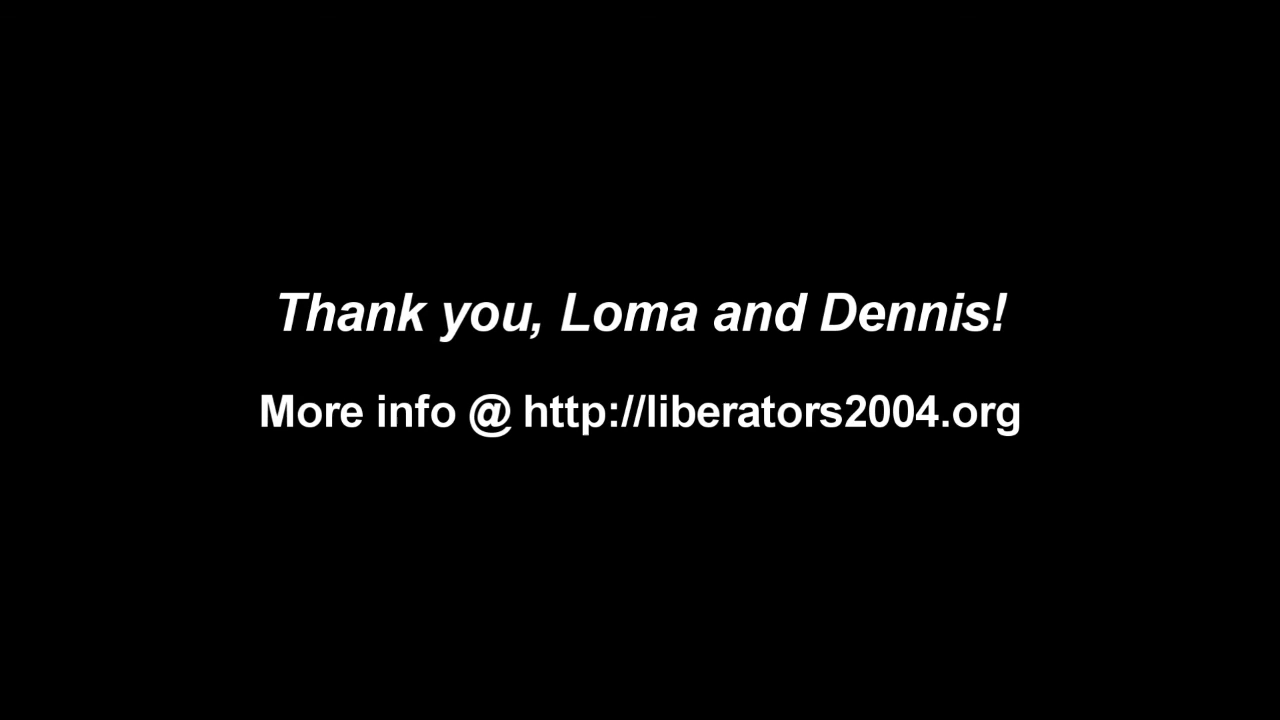 Thank you, Loma and Dennis!
More info @ http://liberators2004.org